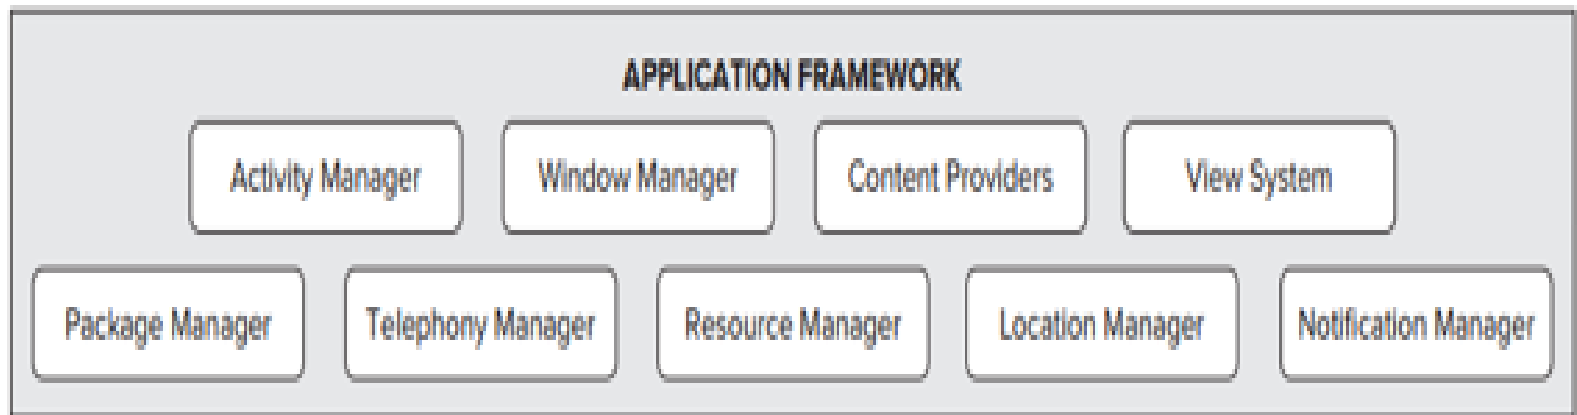 APPLICATION FRAMEWORK
Activity Manager
Window Manager
Content Providers
View System
Package Manager
Telephony Manager
Resource Manager
Location Manager
Notification Manager